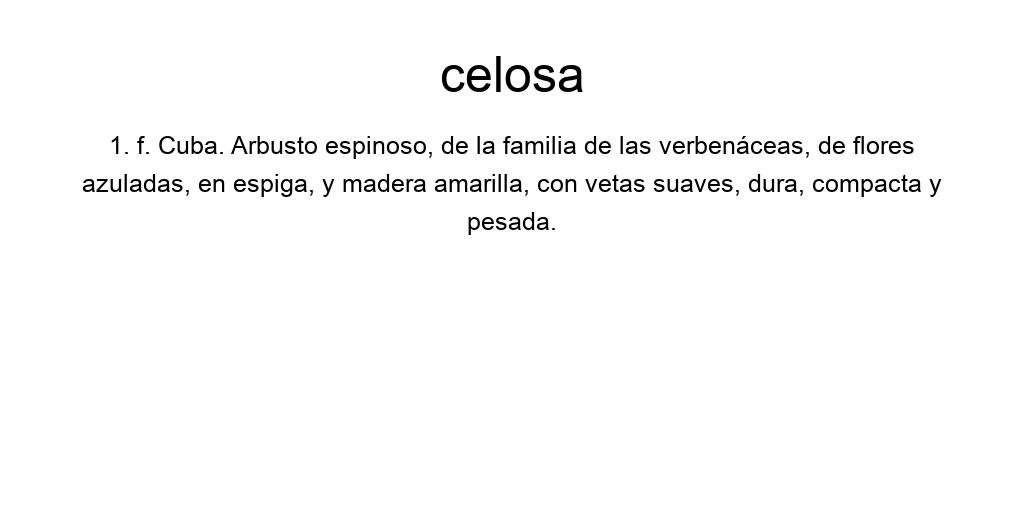 celosa
1. f. Cuba. Arbusto espinoso, de la familia de las verbenáceas, de flores
azuladas, en espiga, y madera amarilla, con vetas suaves, dura, compacta y
pesada.